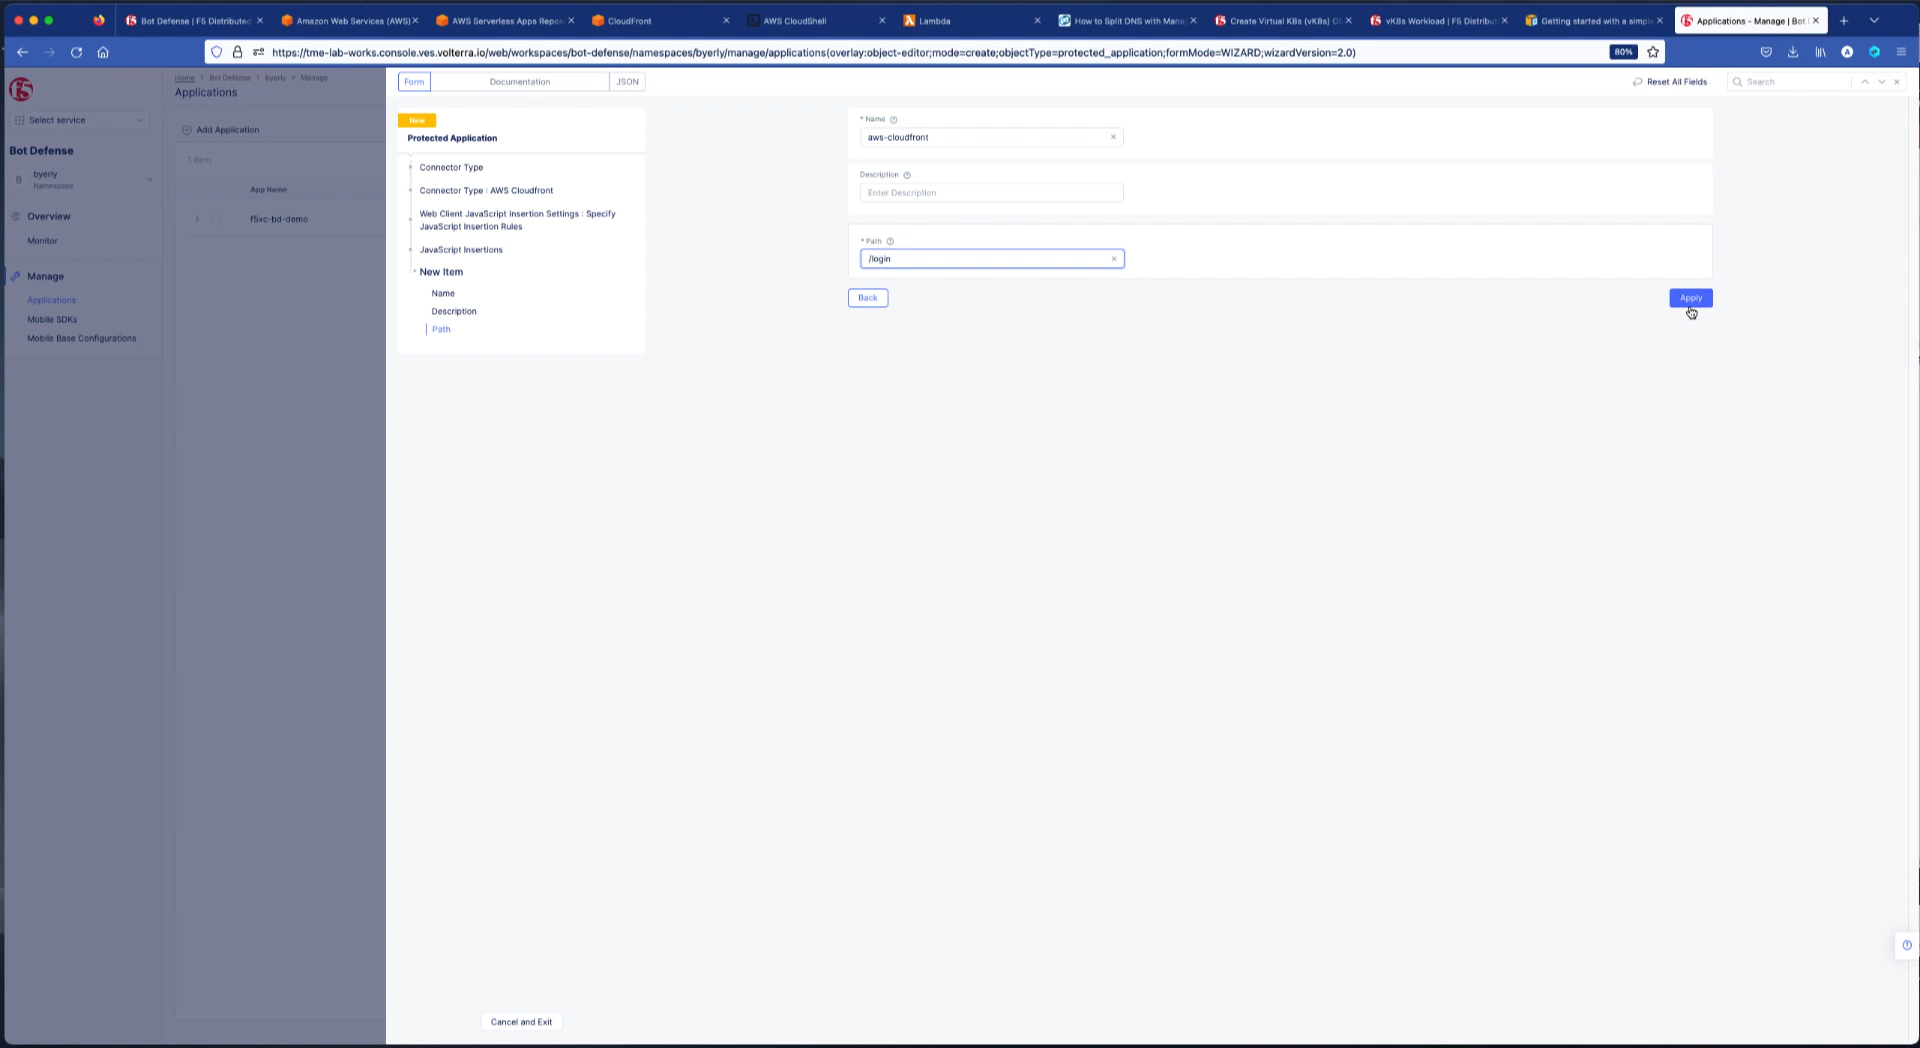 Bot Defense | F5 Distributed
Amazon Web Services (AWS)
AWS Serverless Apps Repos
CloudFront
AWS CloudShell
Lambda
How to Split DNS with Mana
Create Virtual K8s (vK8s) O
vK8s Workload | F5 Distribut
Getting started with a simple
Applications - Manage | Bot
https://tme-lab-works.console.ves.volterra.io/web/workspaces/bot-defense/namespaces/byerly/manage/applications(overlay:object-editor;mode=create;objectType=protected_application;formMode=WIZARD;wizardVersion=2.0)
80%
Home > Bot Defense > byerly > Manage
Applications
Select service
Bot Defense
B
byerly
Namespace
Overview
Monitor
Manage
Applications
Mobile SDKs
Mobile Base Configurations
Add Application
1 item
App Name
f5xc-bd-demo
Form
Documentation
JSON
Reset All Fields
Search
New
Protected Application
Connector Type
Connector Type : AWS Cloudfront
Web Client JavaScript Insertion Settings : Specify
JavaScript Insertion Rules
JavaScript Insertions
New Item
Name
Description
Path
* Name
aws-cloudfront
Description
Enter Description
* Path
/login
Back
Apply
Cancel and Exit